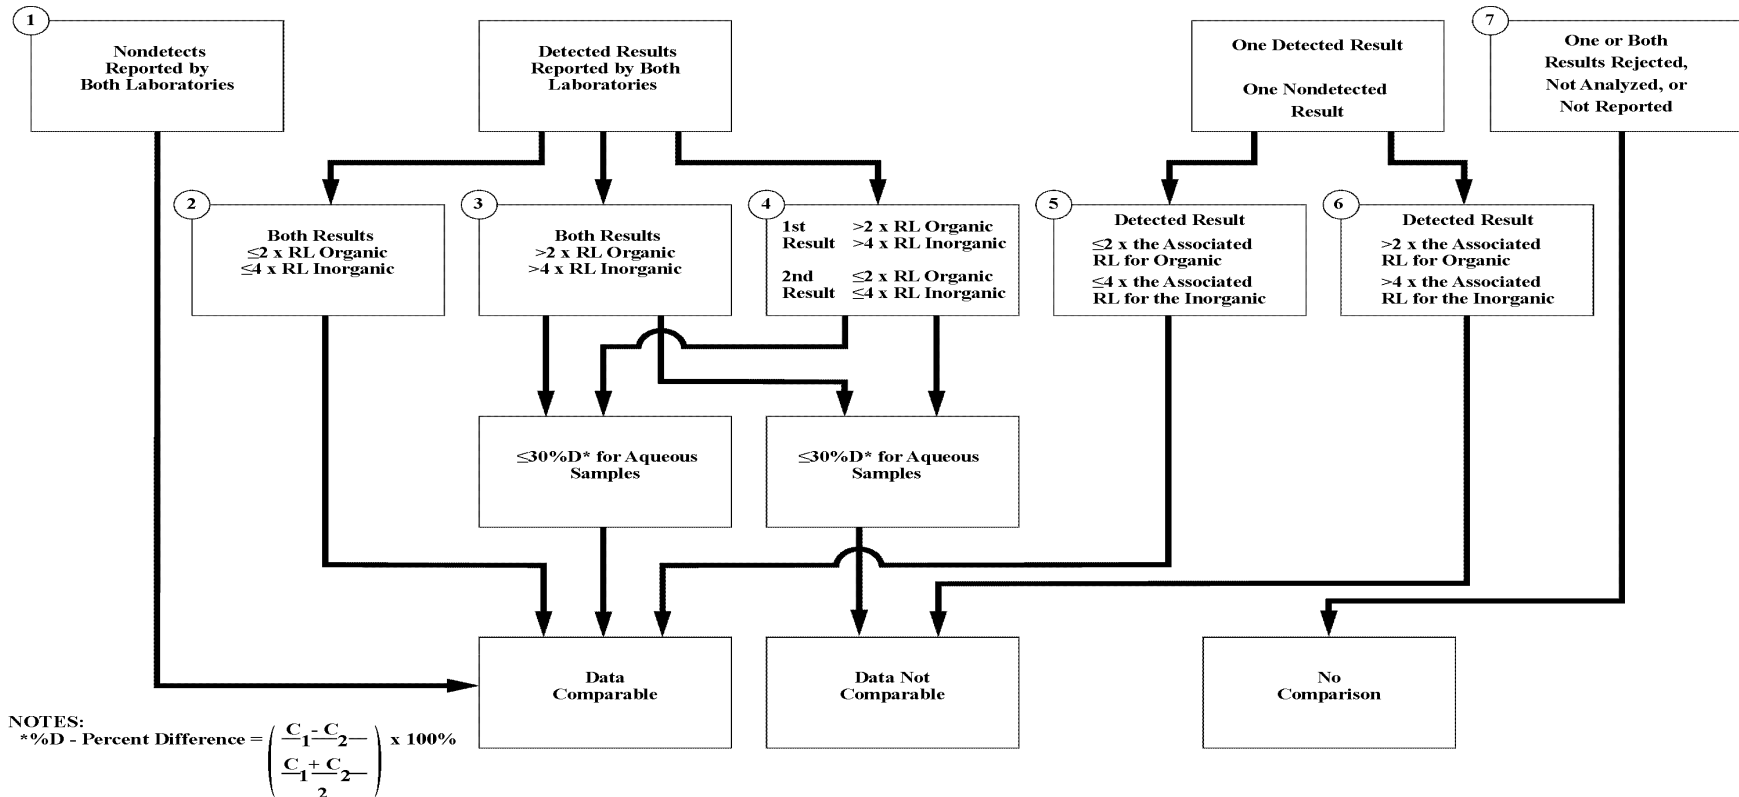 1
Nondetects
Reported by
Both Laboratories
Detected Results
Reported by Both
Laboratories
One Detected Result
One Nondetected
Result
7
One or Both
Results Rejected,
Not Analyzed, or
Not Reported
2
Both Results
≤2 x RL Organic
≤4 x RL Inorganic
3
Both Results
>2 x RL Organic
>4 x RL Inorganic
4
1st >2 x RL Organic
Result >4 x RL Inorganic
2nd ≤2 x RL Organic
Result ≤4 x RL Inorganic
5
Detected Result
≤2 x the Associated
RL for Organic
≤4 x the Associated
RL for the Inorganic
6
Detected Result
>2 x the Associated
RL for Organic
>4 x the Associated
RL for the Inorganic
≤30%D* for Aqueous
Samples
≤30%D* for Aqueous
Samples
Data
Comparable
Data Not
Comparable
No
Comparison
NOTES:
*%D - Percent Difference = ( C1 - C2 ) x 100%
C1 + C2
2